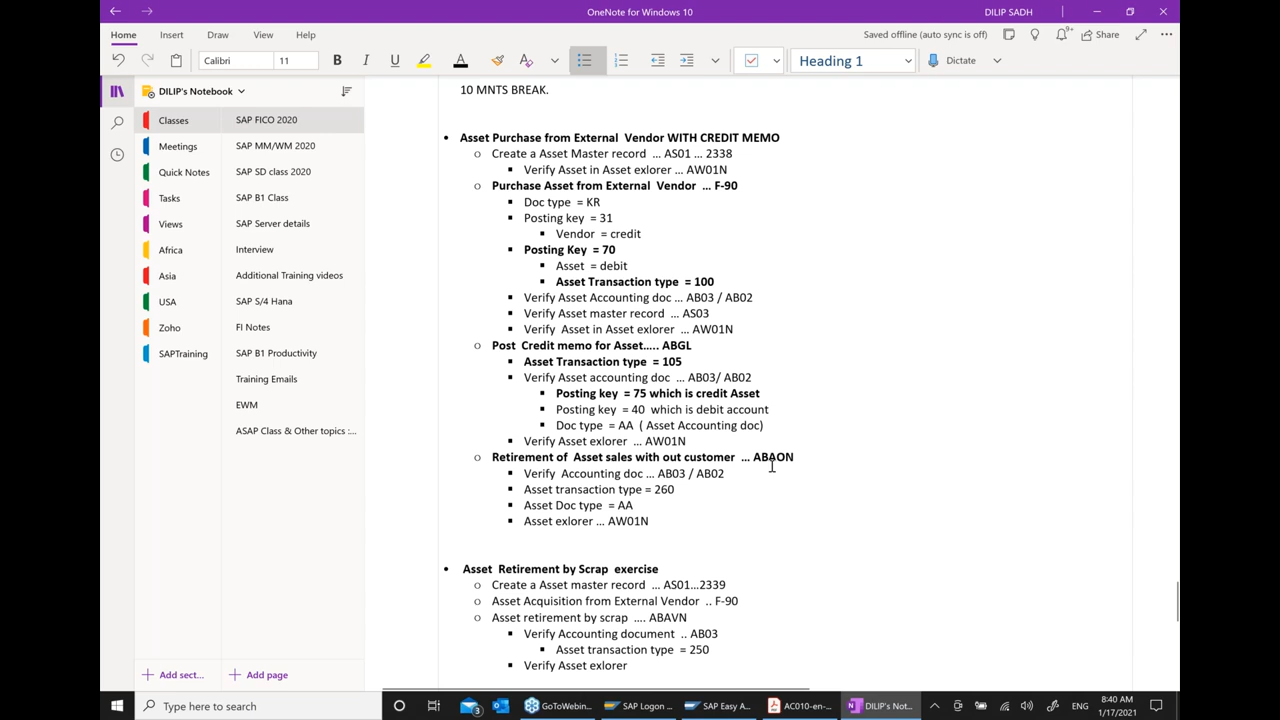 OneNote for Windows 10
DILIP SADH
Home Insert Draw View Help
Saved offline (auto sync is off)
9+
Share
Calibri 11 B I U A
Heading 1
Dictate
DILIP's Notebook
Classes
Meetings
Quick Notes
Tasks
Views
Africa
Asia
USA
Zoho
SAPTraining
SAP FICO 2020
SAP MM/WM 2020
SAP SD class 2020
SAP B1 Class
SAP Server details
Interview
Additional Training videos
SAP S/4 Hana
FI Notes
SAP B1 Productivity
Training Emails
EWM
ASAP Class & Other topics :...
Add sect...
Add page
10 MNTS BREAK.
Asset Purchase from External Vendor WITH CREDIT MEMO
Create a Asset Master record ... AS01 ... 2338
Verify Asset in Asset exlorer ... AW01N
Purchase Asset from External Vendor ... F-90
Doc type = KR
Posting key = 31
Vendor = credit
Posting Key = 70
Asset = debit
Asset Transaction type = 100
Verify Asset Accounting doc ... AB03 / AB02
Verify Asset master record ... AS03
Verify Asset in Asset exlorer ... AW01N
Post Credit memo for Asset..... ABGL
Asset Transaction type = 105
Verify Asset accounting doc ... AB03/ AB02
Posting key = 75 which is credit Asset
Posting key = 40 which is debit account
Doc type = AA ( Asset Accounting doc)
Verify Asset exlorer ... AW01N
Retirement of Asset sales with out customer ... ABAON
Verify Accounting doc ... AB03 / AB02
Asset transaction type = 260
Asset Doc type = AA
Asset exlorer ... AW01N
Asset Retirement by Scrap exercise
Create a Asset master record ... AS01...2339
Asset Acquisition from External Vendor .. F-90
Asset retirement by scrap .... ABAVN
Verify Accounting document .. AB03
Asset transaction type = 250
Verify Asset exlorer
Type here to search
3
GoToWebin...
SAP Logon ...
SAP Easy A...
AC010-en-...
DILIP's Not...
ENG
8:40 AM
1/17/2021